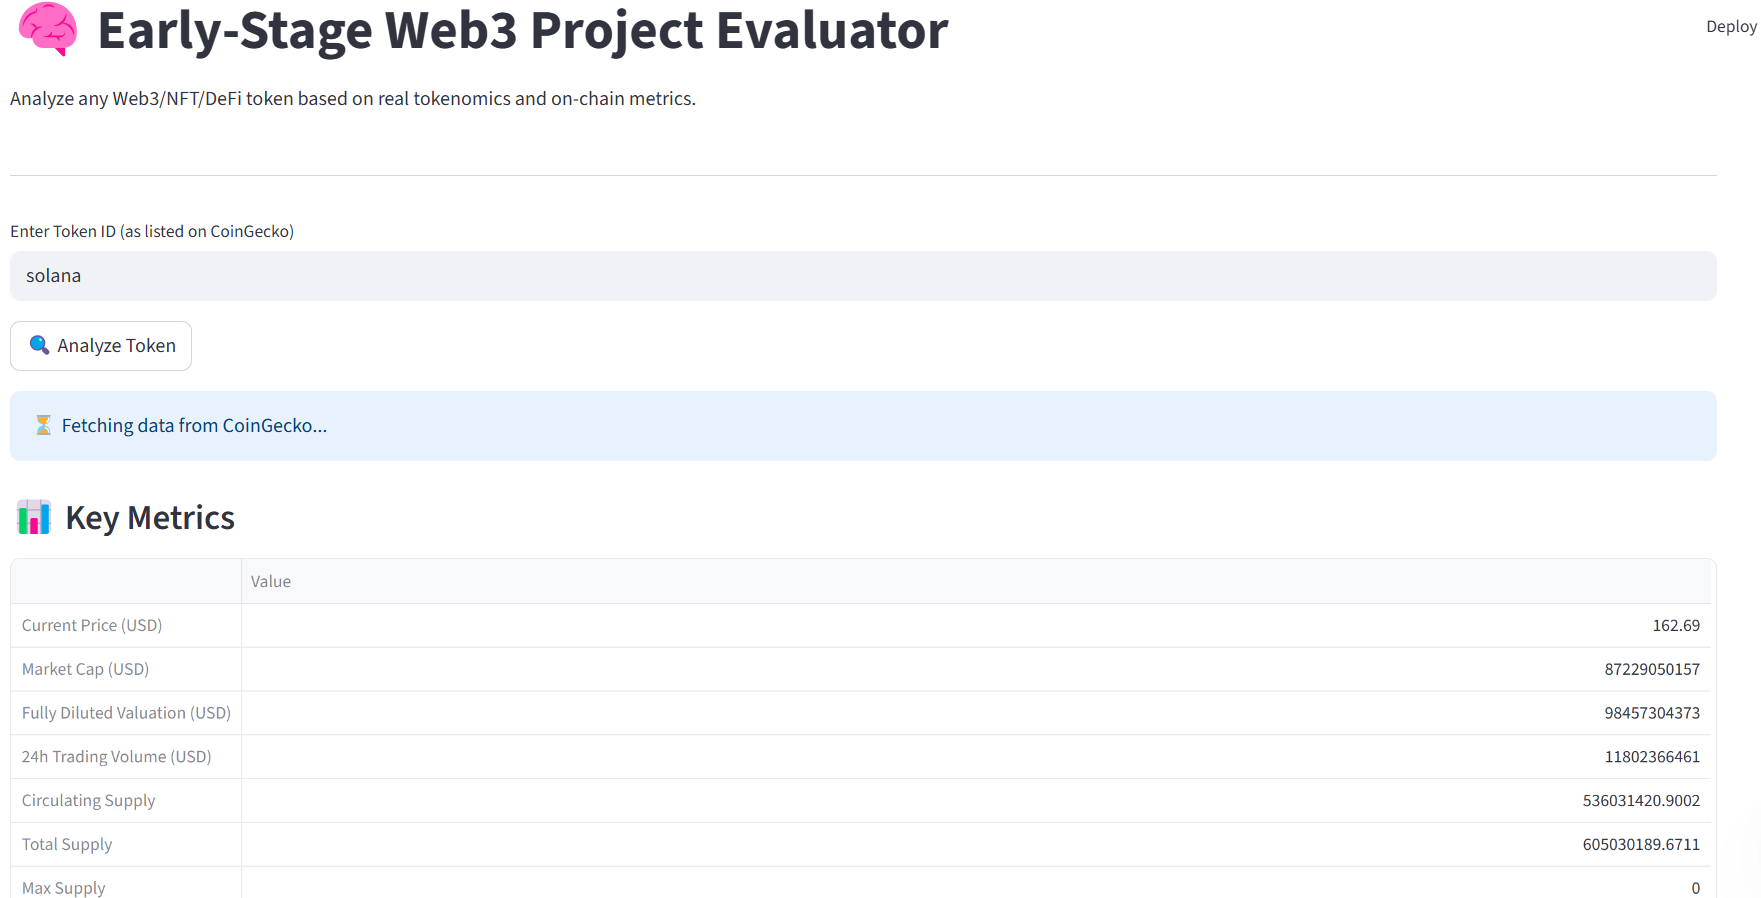 Early-Stage Web3 Project Evaluator
Deploy
Analyze any Web3/NFT/DeFi token based on real tokenomics and on-chain metrics.
Enter Token ID (as listed on CoinGecko)
solana
Analyze Token
Fetching data from CoinGecko...
Key Metrics
Value
Current Price (USD) 162.69
Market Cap (USD) 87229050157
Fully Diluted Valuation (USD) 98457304373
24h Trading Volume (USD) 11802366461
Circulating Supply 536031420.9002
Total Supply 605030189.6711
Max Supply 0